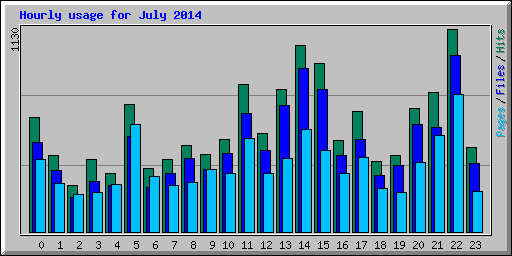 Hourly usage for July 2014
1130
Pages / Files / Hits
0 1 2 3 4 5 6 7 8 9 10 11 12 13 14 15 16 17 18 19 20 21 22 23